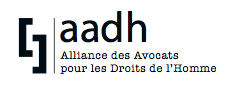 aadh
Alliance des Avocats
pour les Droits de l'Homme